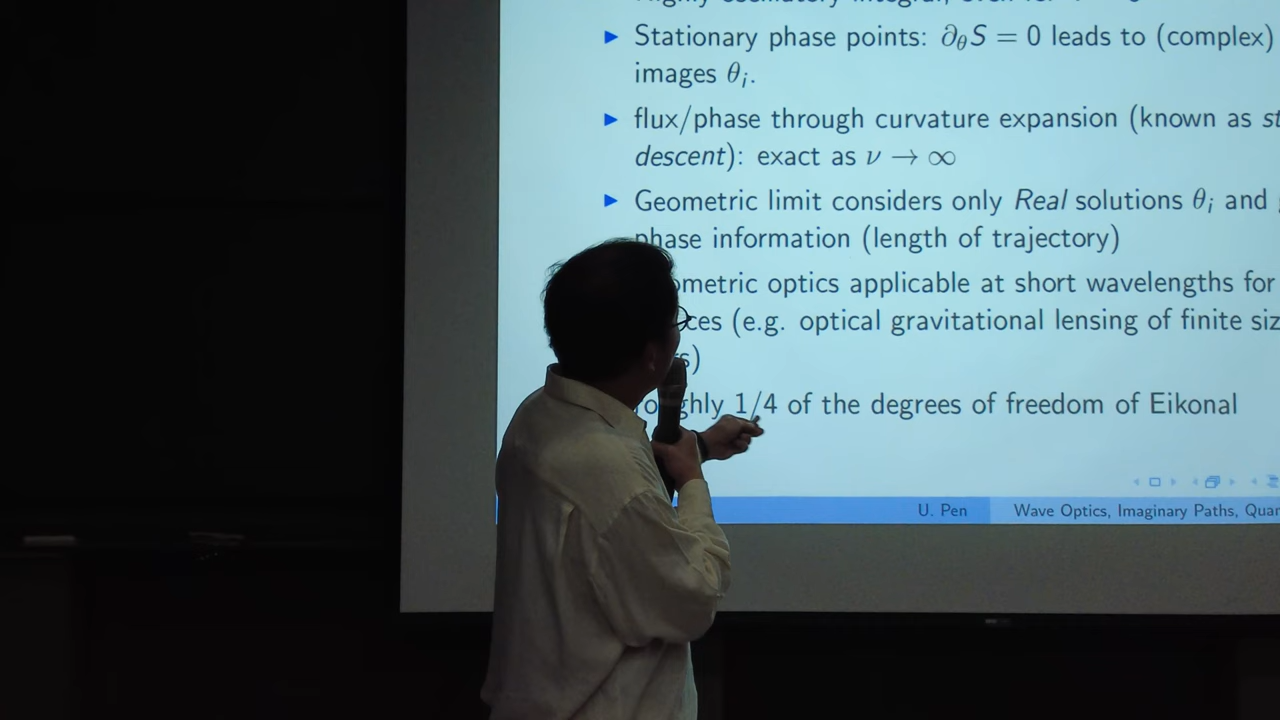 Stationary phase points: ∂θS = 0 leads to (complex)
images θi.
flux/phase through curvature expansion (known as
descent): exact as ν → ∞
Geometric limit considers only Real solutions θi and
phase information (length of trajectory)
optics applicable at short wavelengths for
(e.g. optical gravitational lensing of finite
1/4 of the degrees of freedom of Eikonal
U. Pen Wave Optics, Imaginary Paths,